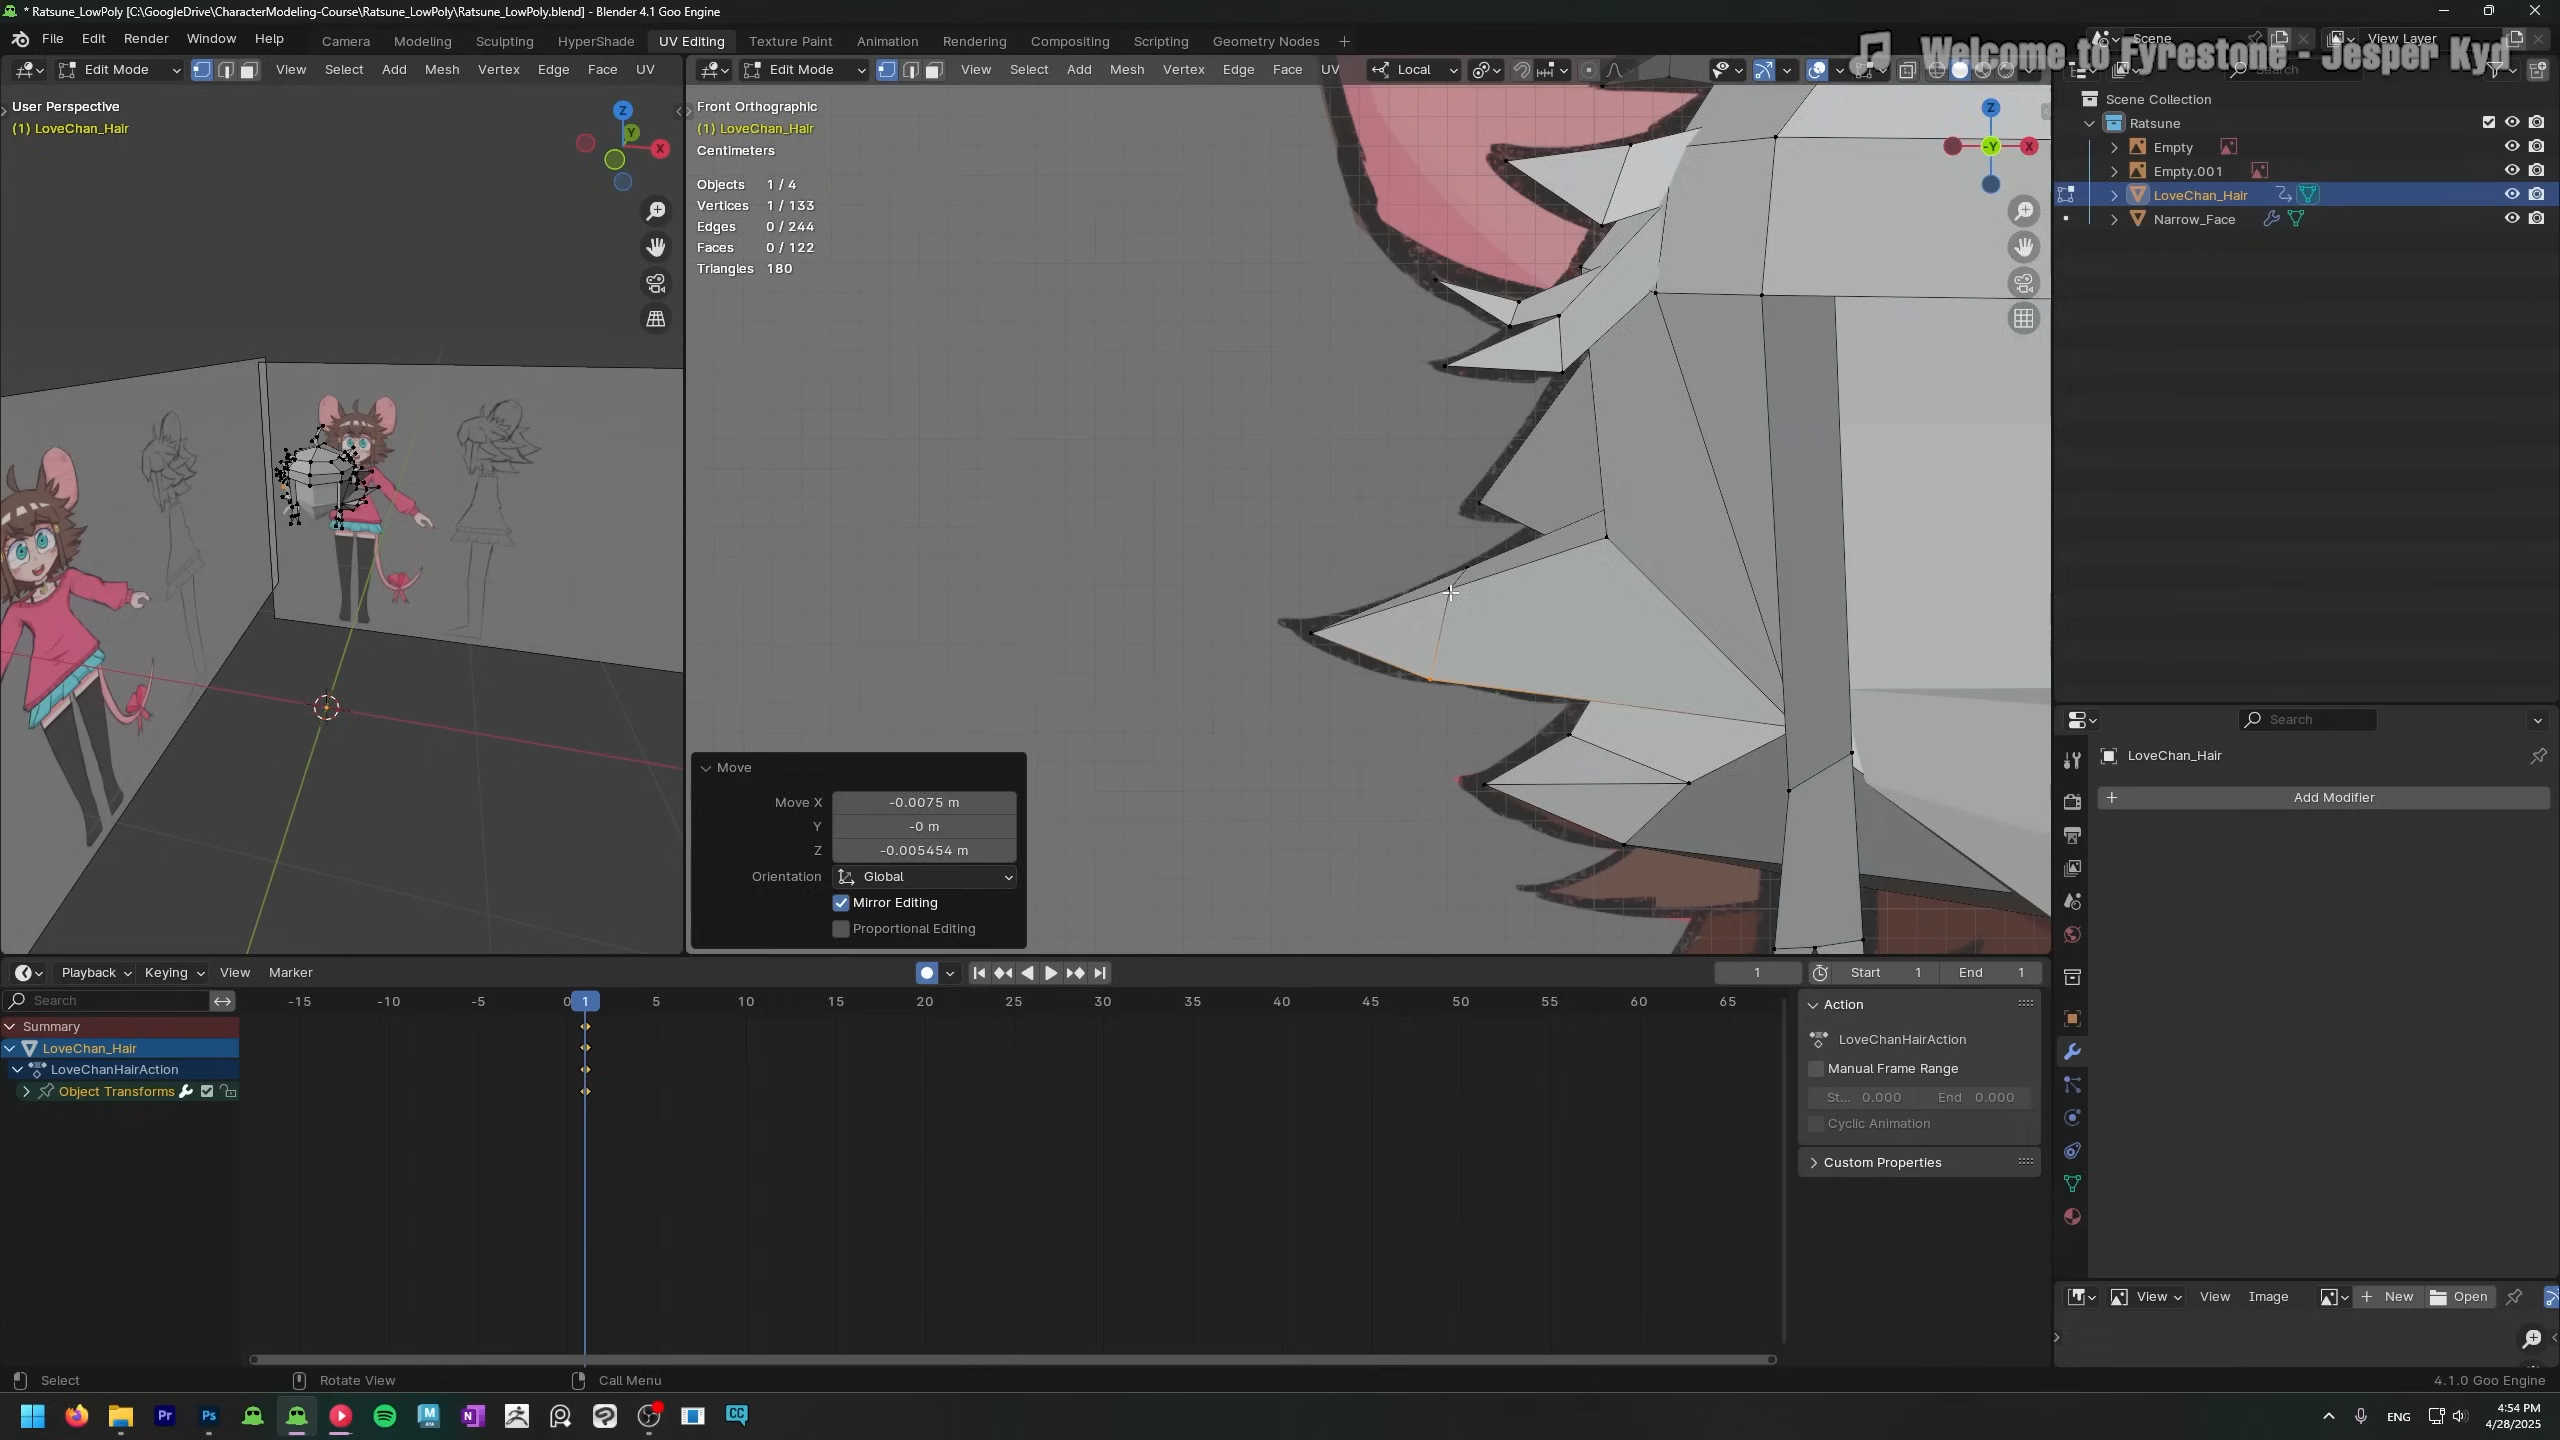 * Ratsune_LowPoly [C:\GoogleDrive\CharacterModeling-Course\Ratsune_LowPoly\Ratsune_LowPoly.blend] - Blender 4.1 Goo Engine
File Edit Render Window Help Camera Modeling Sculpting HyperShade UV Editing Texture Paint Animation Rendering Compositing Scripting Geometry Nodes Scene View Layer
Welcome to Fyrestone - Jesper Kyd
Edit Mode View Select Add Mesh Vertex Edge Face UV
Edit Mode View Select Add Mesh Vertex Edge Face UV Local
Search
User Perspective
(1) LoveChan_Hair
Z
Y
X
Front Orthographic
(1) LoveChan_Hair
Centimeters
Objects 1 / 4
Vertices 1 / 133
Edges 0 / 244
Faces 0 / 122
Triangles 180
Z
-Y
X
Scene Collection
Ratsune
Empty
Empty.001
LoveChan_Hair
Narrow_Face
Move
Move X -0.0075 m
Y -0 m
Z -0.005454 m
Orientation Global
Mirror Editing
Proportional Editing
Search
LoveChan_Hair
Add Modifier
Playback Keying View Marker
1 Start 1 End 1
Search
-15 -10 -5 0 1 5 10 15 20 25 30 35 40 45 50 55 60 65
Summary
LoveChan_Hair
LoveChanHairAction
Object Transforms
Action
LoveChanHairAction
Manual Frame Range
St... 0.000 End 0.000
Cyclic Animation
Custom Properties
View View Image New Open
Select Rotate View Call Menu
4.1.0 Goo Engine
Pr Ps M AYA N CC
ENG
4:54 PM
4/28/2025